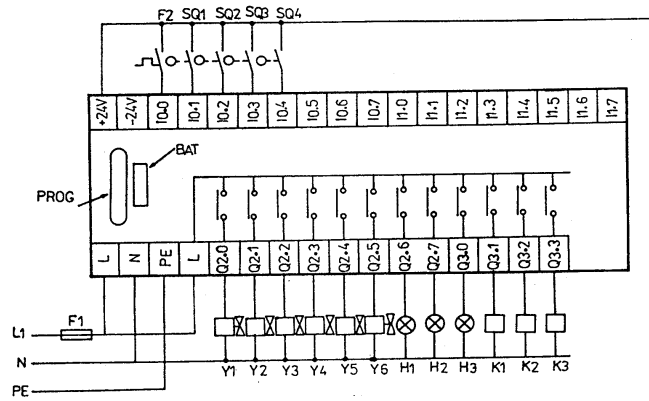 F2 SQ1 SQ2 SQ3 SQ4
+24V -24V I0.0 I0.1 I0.2 I0.3 I0.4 I0.5 I0.6 I0.7 I1.0 I1.1 I1.2 I1.3 I1.4 I1.5 I1.6 I1.7
BAT
PROG
L N PE L Q2.0 Q2.1 Q2.2 Q2.3 Q2.4 Q2.5 Q2.6 Q2.7 Q3.0 Q3.1 Q3.2 Q3.3
L1 F1
N Y1 Y2 Y3 Y4 Y5 Y6 H1 H2 H3 K1 K2 K3
PE